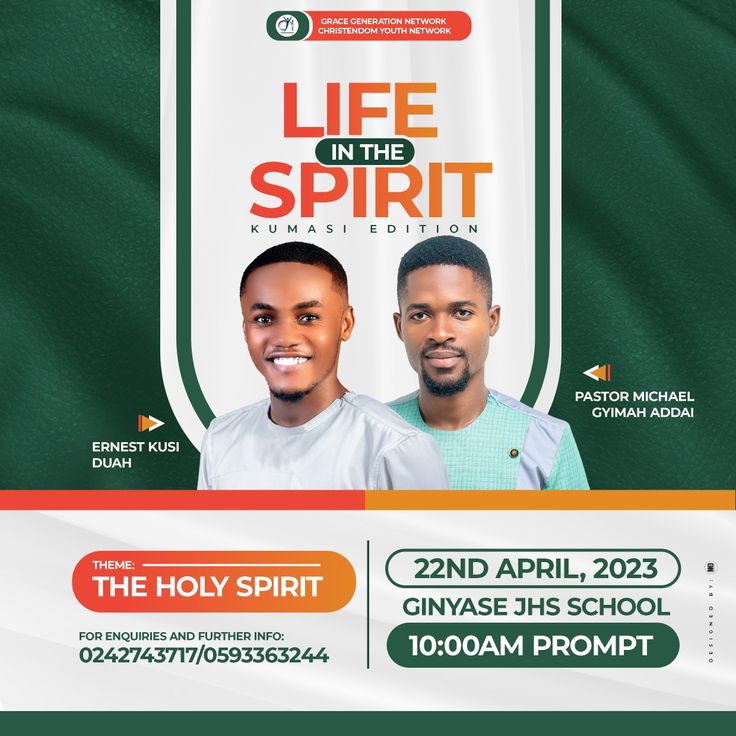 GRACE GENERATION NETWORK
CHRISTENDOM YOUTH NETWORK
LIFE
IN THE
SPIRIT
KUMASI EDITION
PASTOR MICHAEL
GYIMAH ADDAI
ERNEST KUSI
DUAH
THEME:
THE HOLY SPIRIT
FOR ENQUIRIES AND FURTHER INFO:
0242743717/0593363244
22ND APRIL, 2023
GINYASE JHS SCHOOL
10:00AM PROMPT
DESIGNED BY: